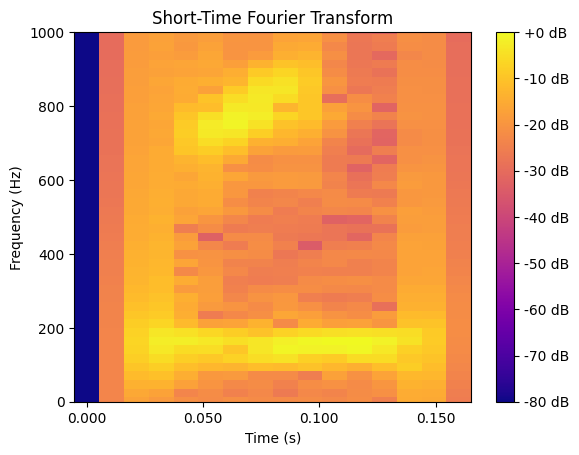 Short-Time Fourier Transform
1000
800
600
400
200
0
Frequency (Hz)
0.000
0.050
0.100
0.150
Time (s)
+0 dB
-10 dB
-20 dB
-30 dB
-40 dB
-50 dB
-60 dB
-70 dB
-80 dB